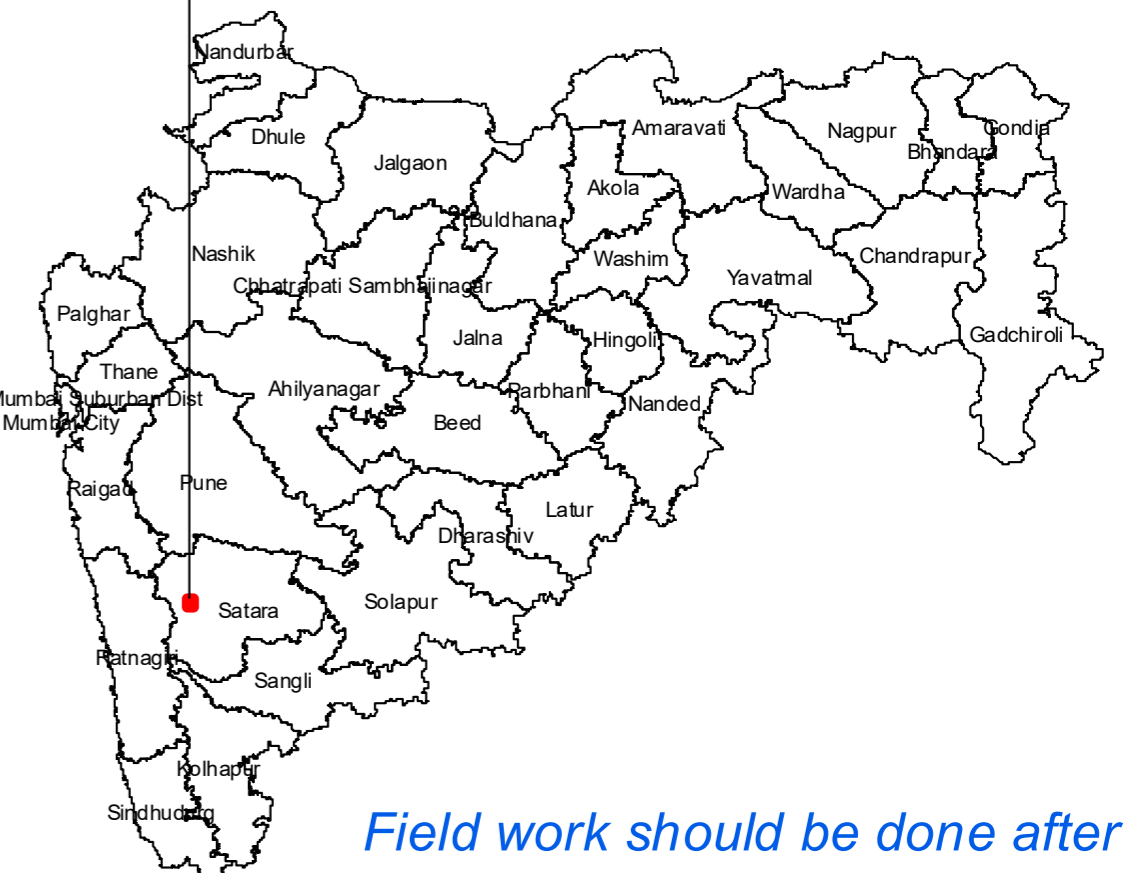 Nandurbar
Dhule
Jalgaon
Amaravati
Nagpur
Gondia
Bhandara
Akola
Wardha
Buldhana
Nashik
Washim
Chandrapur
Yavatmal
Chhatrapati Sambhajinagar
Palghar
Jalna
Hingoli
Gadchiroli
Thane
Ahilyanagar
Parbhani
Mumbai Suburban Dist
Nanded
Mumbai City
Beed
Raigad
Pune
Latur
Dharashiv
Satara
Solapur
Ratnagiri
Sangli
Kolhapur
Sindhudurg
Field work should be done after